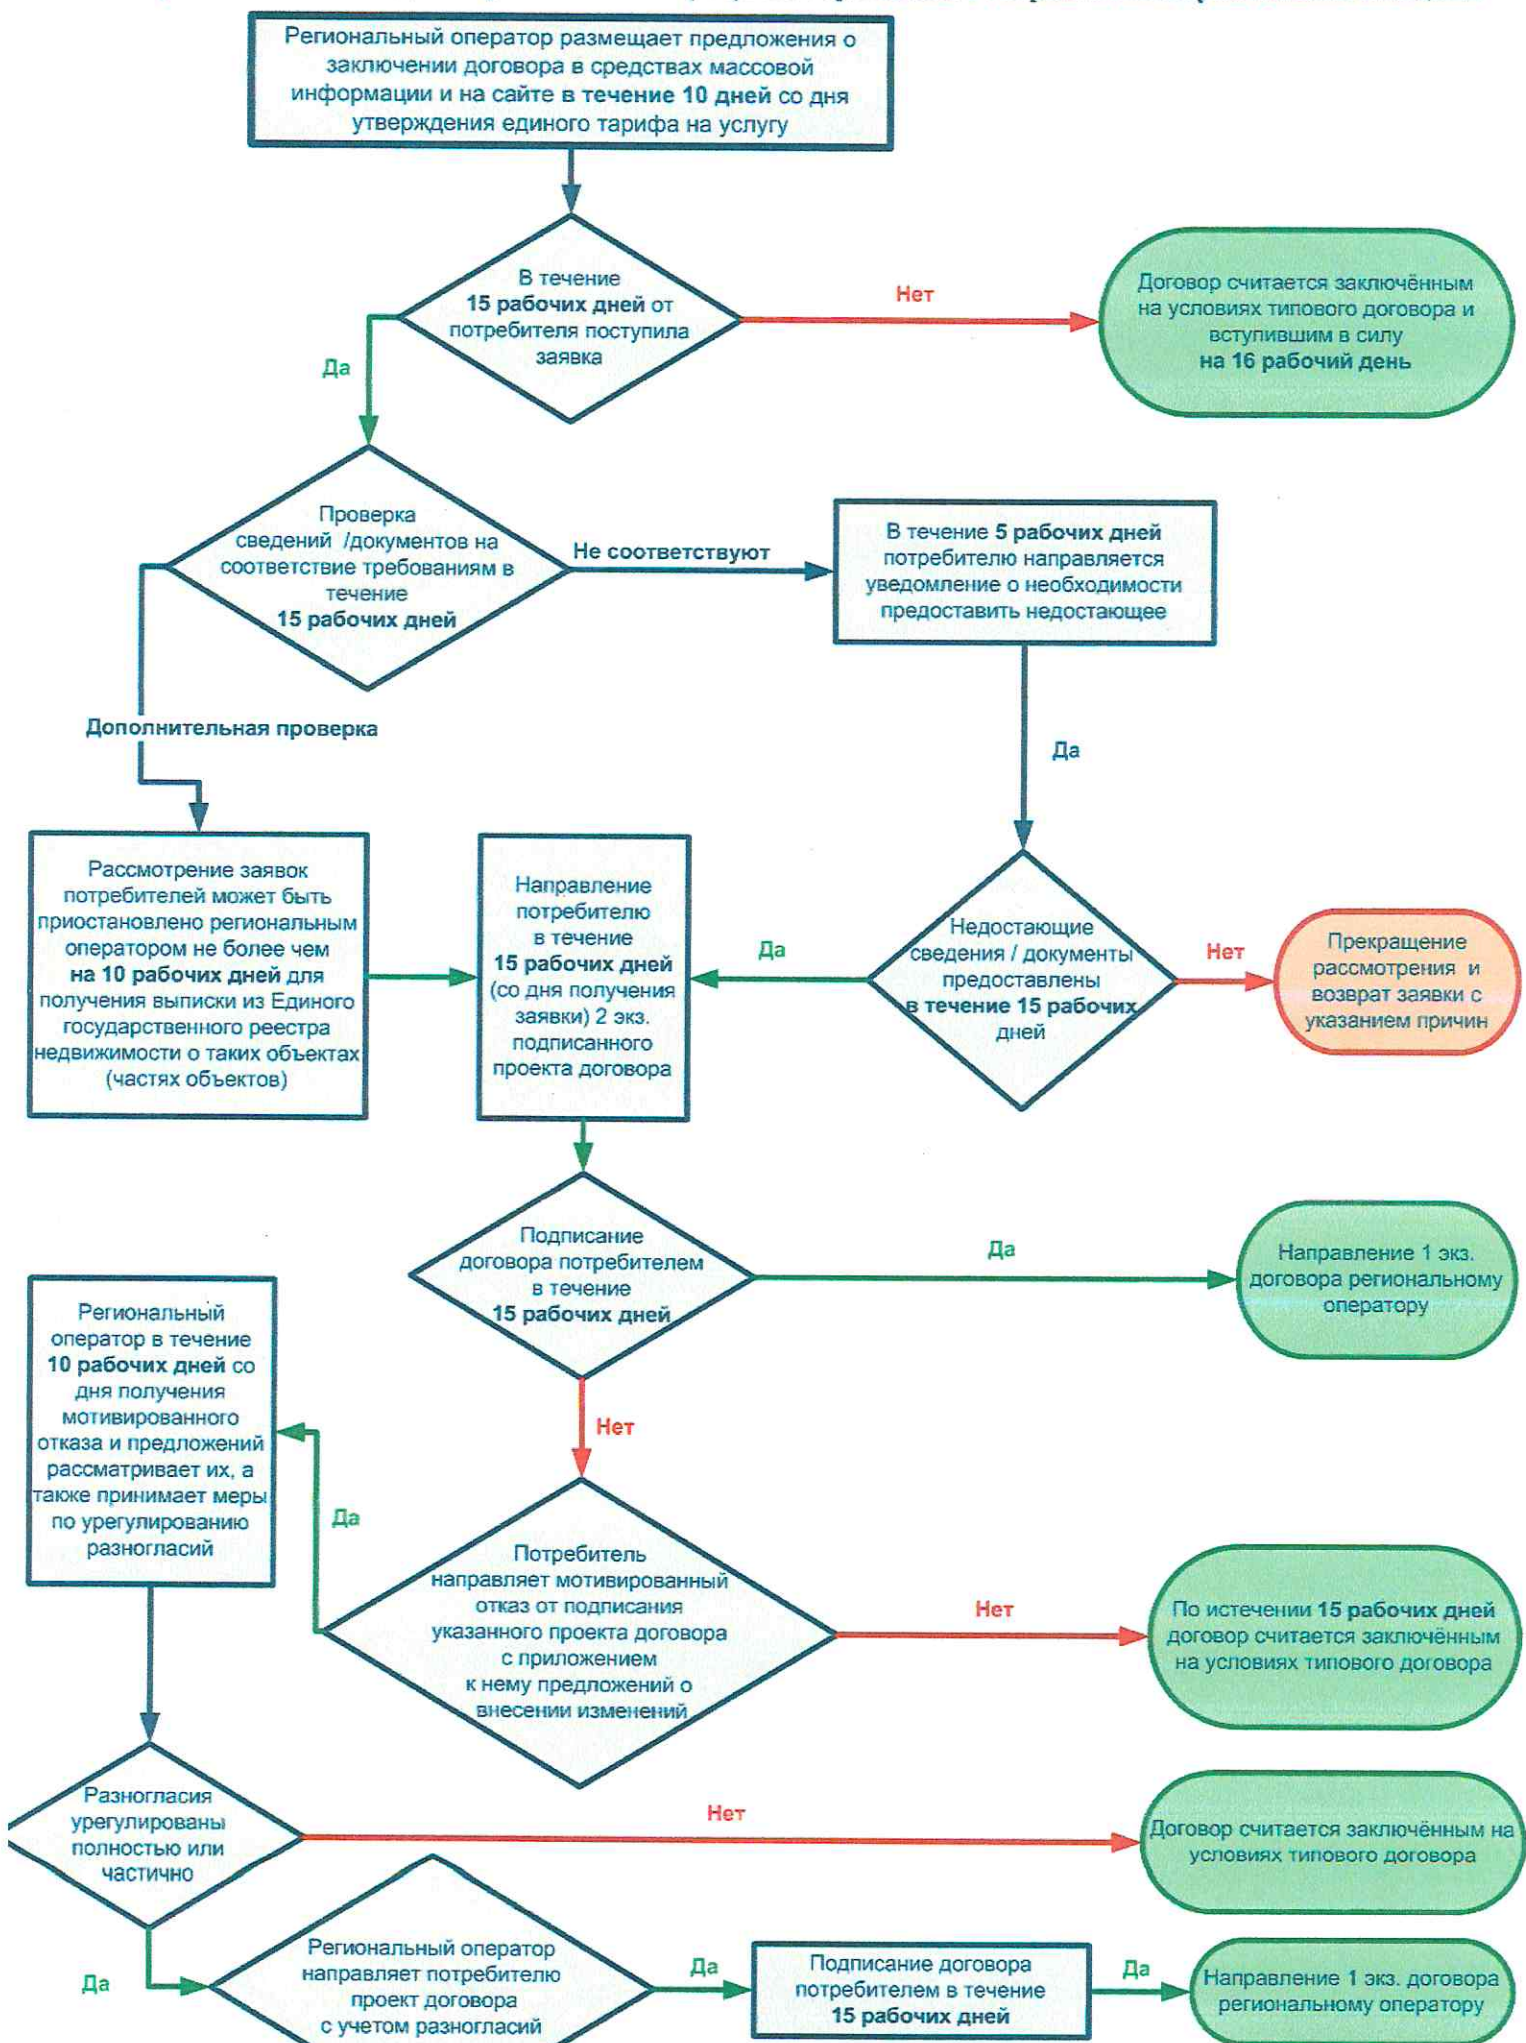 Региональный оператор размещает предложения о
заключении договора в средствах массовой
информации и на сайте в течение 10 дней со дня
утверждения единого тарифа на услугу
В течение
15 рабочих дней от
потребителя поступила
заявка
Нет
Договор считается заключённым
на условиях типового договора и
вступившим в силу
на 16 рабочий день
Да
Проверка
сведений /документов на
соответствие требованиям в
течение
15 рабочих дней
Не соответствуют
В течение 5 рабочих дней
потребителю направляется
уведомление о необходимости
предоставить недостающее
Дополнительная проверка
Да
Рассмотрение заявок
потребителей может быть
приостановлено региональным
оператором не более чем
на 10 рабочих дней для
получения выписки из Единого
государственного реестра
недвижимости о таких объектах
(частях объектов)
Направление
потребителю
в течение
15 рабочих дней
(со дня получения
заявки) 2 экз.
подписанного
проекта договора
Да
Недостающие
сведения / документы
предоставлены
в течение 15 рабочих
дней
Нет
Прекращение
рассмотрения и
возврат заявки с
указанием причин
Подписание
договора потребителем
в течение
15 рабочих дней
Да
Направление 1 экз.
договора региональному
оператору
Нет
Региональный
оператор в течение
10 рабочих дней со
дня получения
мотивированного
отказа и предложений
рассматривает их, а
также принимает меры
по урегулированию
разногласий
Да
Потребитель
направляет мотивированный
отказ от подписания
указанного проекта договора
с приложением
к нему предложений о
внесении изменений
Нет
По истечении 15 рабочих дней
договор считается заключённым
на условиях типового договора
Разногласия
урегулированы
полностью или
частично
Нет
Договор считается заключённым на
условиях типового договора
Да
Региональный оператор
направляет потребителю
проект договора
с учетом разногласий
Да
Подписание договора
потребителем в течение
15 рабочих дней
Да
Направление 1 экз. договора
региональному оператору